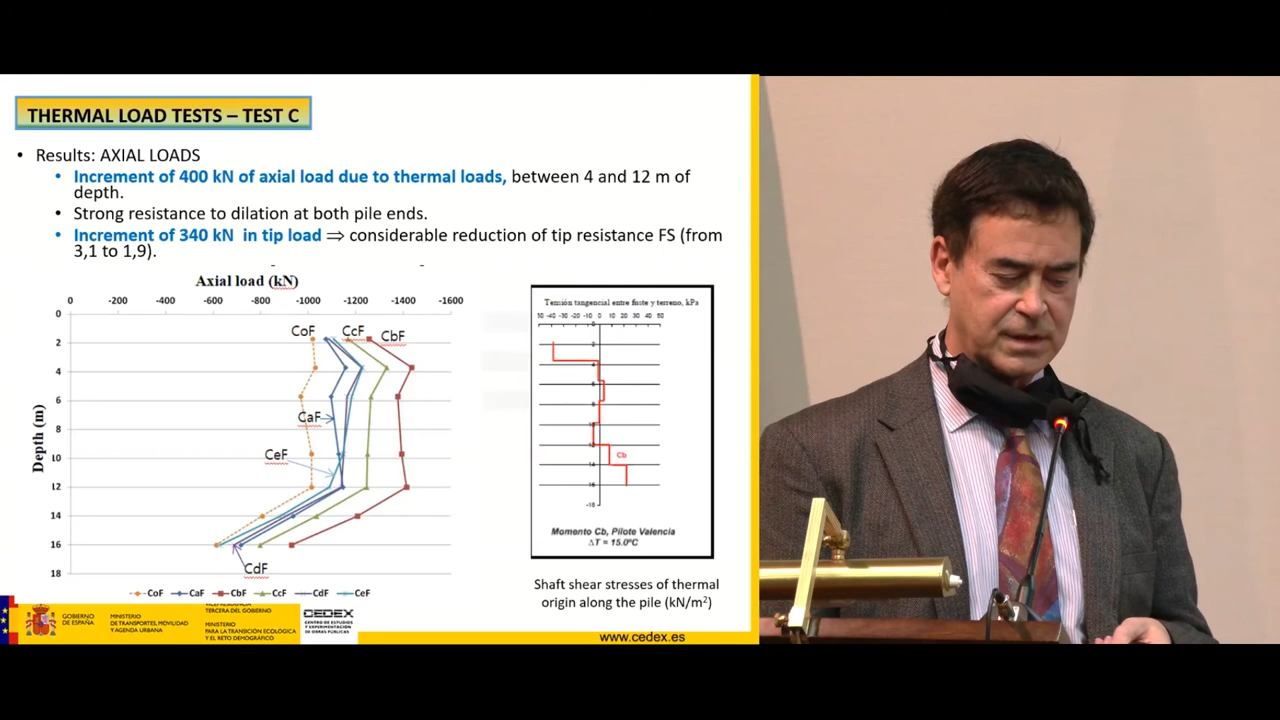 THERMAL LOAD TESTS – TEST C
• Results: AXIAL LOADS
• Increment of 400 kN of axial load due to thermal loads, between 4 and 12 m of
depth.
• Strong resistance to dilation at both pile ends.
• Increment of 340 kN in tip load ⇒ considerable reduction of tip resistance FS (from
3,1 to 1,9).
Axial load (kN)
0 -200 -400 -600 -800 -1000 -1200 -1400 -1600
0
2
4
6
8
10
12
14
16
18
Depth (m)
CoF CcF CbF
CaF
CeF
CdF
CoF CaF CbF CcF CdF CeF
Tensión tangencial entre fuste y terreno, kPa
50 -40 -30 -20 -10 0 10 20 30 40 50
Cb
Momento Cb, Pilote Valencia
ΔT = 15.0ºC
Shaft shear stresses of thermal
origin along the pile (kN/m²)
GOBIERNO
DE ESPAÑA
MINISTERIO
DE TRANSPORTES, MOVILIDAD
Y AGENDA URBANA
VICEPRESIDENCIA
TERCERA DEL GOBIERNO
MINISTERIO
PARA LA TRANSICIÓN ECOLÓGICA
Y EL RETO DEMOGRÁFICO
CEDEX
CENTRO DE ESTUDIOS
Y EXPERIMENTACIÓN
DE OBRAS PÚBLICAS
www.cedex.es